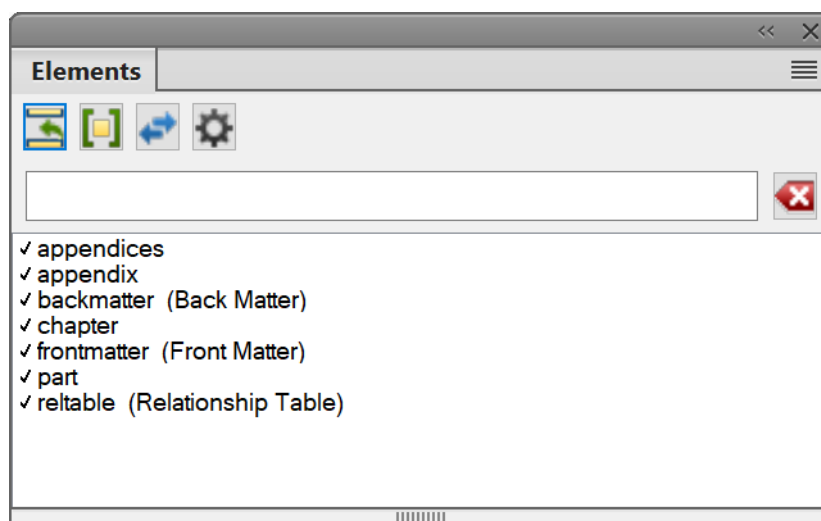 Elements
appendices
appendix
backmatter (Back Matter)
chapter
frontmatter (Front Matter)
part
reltable (Relationship Table)